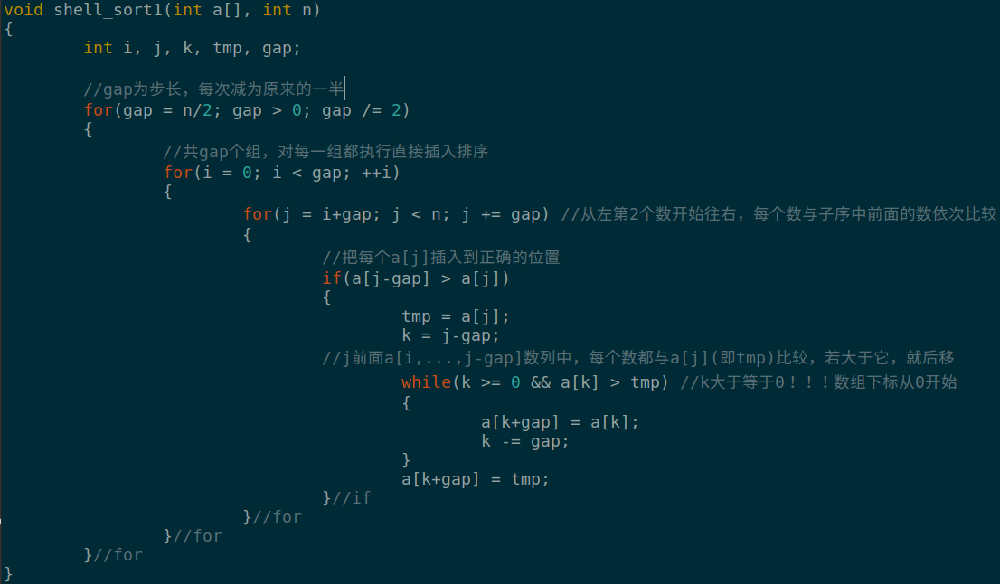 void shell_sort1(int a[], int n)
{
int i, j, k, tmp, gap;
//gap为步长，每次减为原来的一半
for(gap = n/2; gap > 0; gap /= 2)
{
//共gap个组，对每一组都执行直接插入排序
for(i = 0; i < gap; ++i)
{
for(j = i+gap; j < n; j += gap) //从左第2个数开始往右，每个数与子序中前面的数依次比较
{
//把每个a[j]插入到正确的位置
if(a[j-gap] > a[j])
{
tmp = a[j];
k = j-gap;
//j前面a[i,...,j-gap]数列中，每个数都与a[j](即tmp)比较，若大于它，就后移
while(k >= 0 && a[k] > tmp) //k大于等于0！！！数组下标从0开始
{
a[k+gap] = a[k];
k -= gap;
}
a[k+gap] = tmp;
}//if
}//for
}//for
}//for
}